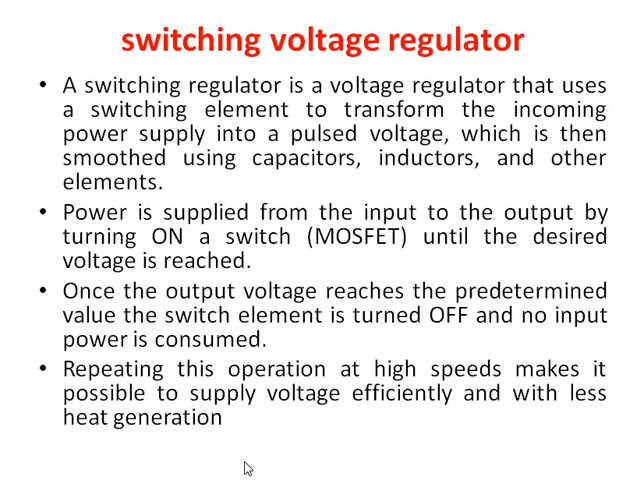 switching voltage regulator
• A switching regulator is a voltage regulator that uses
a switching element to transform the incoming
power supply into a pulsed voltage, which is then
smoothed using capacitors, inductors, and other
elements.
• Power is supplied from the input to the output by
turning ON a switch (MOSFET) until the desired
voltage is reached.
• Once the output voltage reaches the predetermined
value the switch element is turned OFF and no input
power is consumed.
• Repeating this operation at high speeds makes it
possible to supply voltage efficiently and with less
heat generation